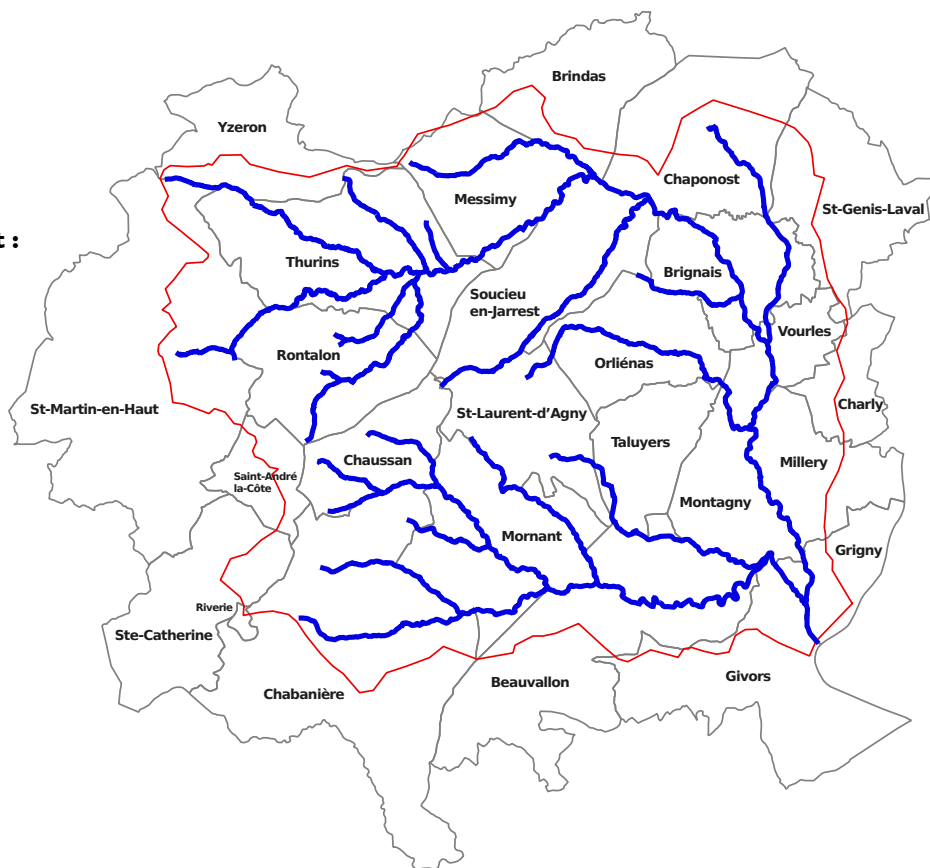 Brindas
Yzeron
Chaponost
Messimy
St-Genis-Laval
t :
Thurins
Brignais
Soucieu
en-Jarrest
Vourles
Rontalon
Orliénas
St-Martin-en-Haut
St-Laurent-d’Agny
Charly
Taluyers
Chaussan
Millery
Saint-André
la-Côte
Montagny
Mornant
Grigny
Riverie
Ste-Catherine
Beauvallon
Givors
Chabanière